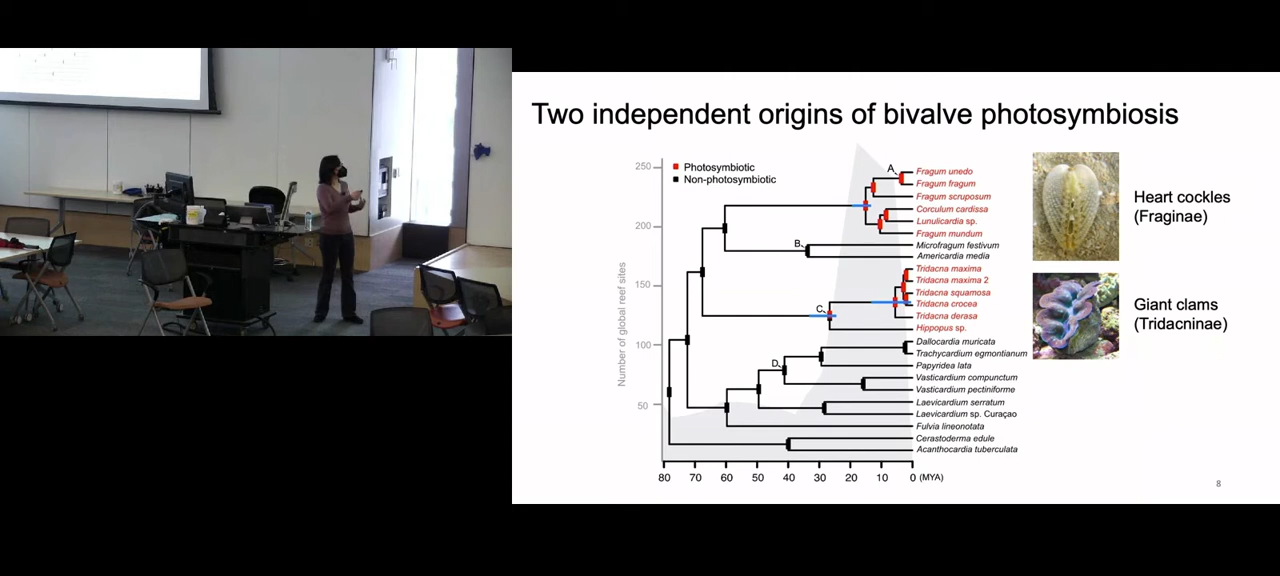 Two independent origins of bivalve photosymbiosis
Number of global reef sites
250
200
150
100
50
Photosymbiotic
Non-photosymbiotic
A
B
C
D
Fragum unedo
Fragum fragum
Fragum scruposum
Corculum cardissa
Lunulicardia sp.
Fragum mundum
Microfragum festivum
Americardia media
Tridacna maxima
Tridacna maxima 2
Tridacna squamosa
Tridacna crocea
Tridacna derasa
Hippopus sp.
Dallocardia muricata
Trachycardium egmontianum
Papyridea lata
Vasticardium compunctum
Vasticardium pectiniforme
Laevicardium serratum
Laevicardium sp. Curaçao
Fulvia lineonotata
Cerastoderma edule
Acanthocardia tuberculata
80 70 60 50 40 30 20 10 0 (MYA)
Heart cockles
(Fraginae)
Giant clams
(Tridacninae)
8